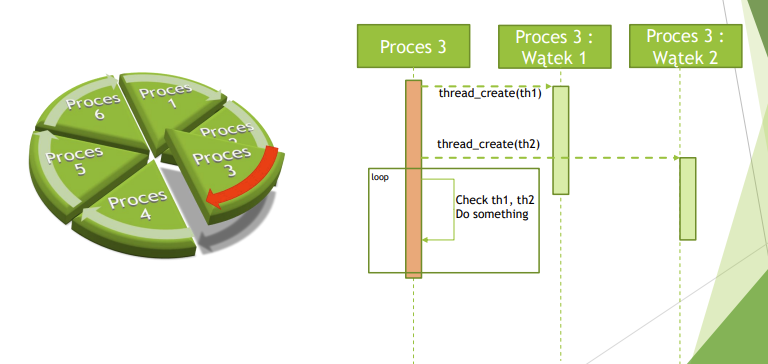 Proces
1
Proces
2
Proces
3
Proces
4
Proces
5
Proces
6
Proces 3
Proces 3 :
Wątek 1
Proces 3 :
Wątek 2
thread_create(th1)
thread_create(th2)
loop
Check th1, th2
Do something